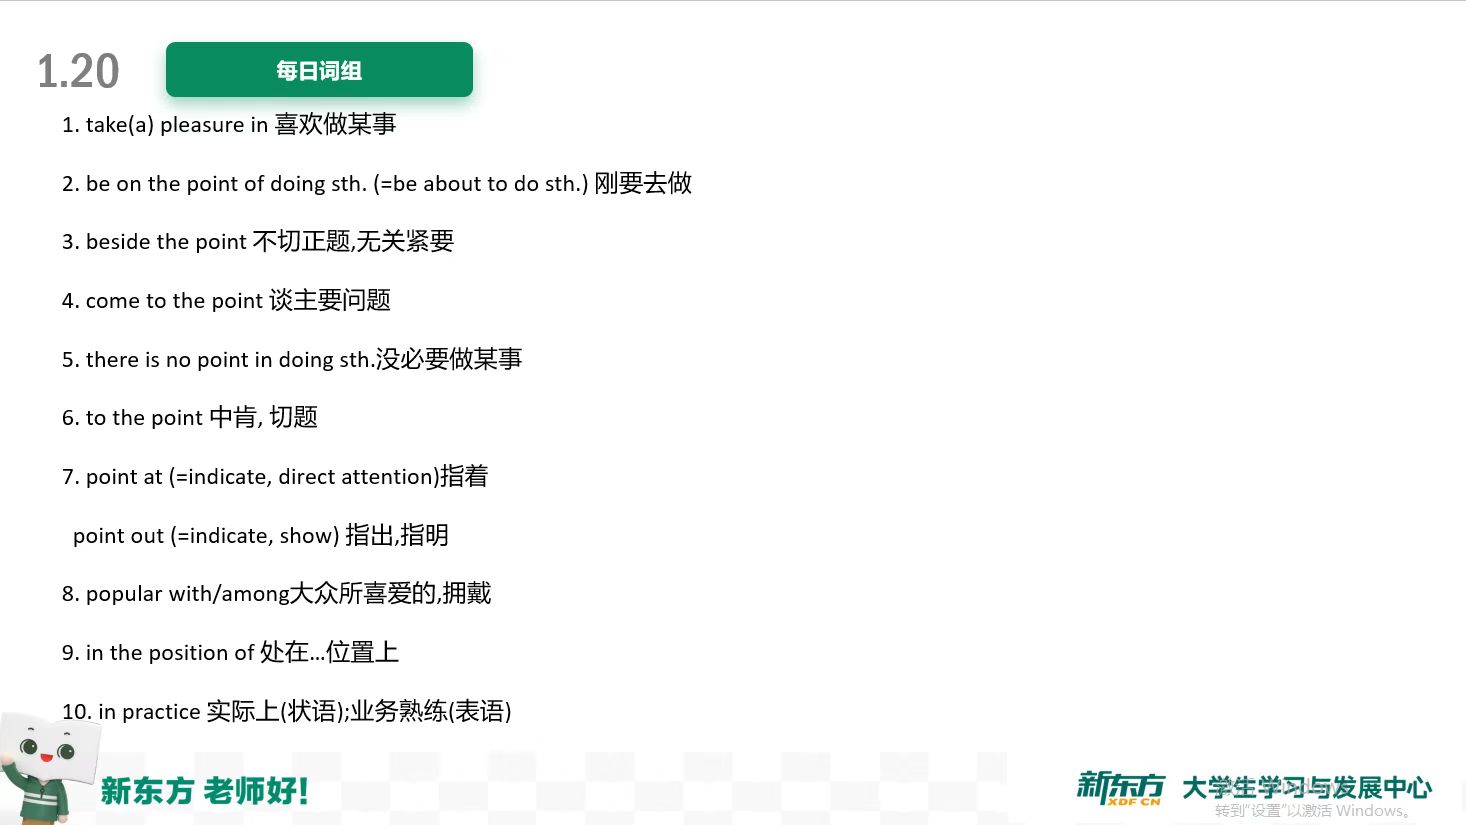 1.20
每日词组
1. take(a) pleasure in 喜欢做某事
2. be on the point of doing sth. (=be about to do sth.) 刚要去做
3. beside the point 不切正题,无关紧要
4. come to the point 谈主要问题
5. there is no point in doing sth.没必要做某事
6. to the point 中肯, 切题
7. point at (=indicate, direct attention)指着
point out (=indicate, show) 指出,指明
8. popular with/among大众所喜爱的,拥戴
9. in the position of 处在...位置上
10. in practice 实际上(状语);业务熟练(表语)
新东方 老师好!
新东方 XDF.CN 大学生学习与发展中心
激活 Windows
转到"设置"以激活 Windows。